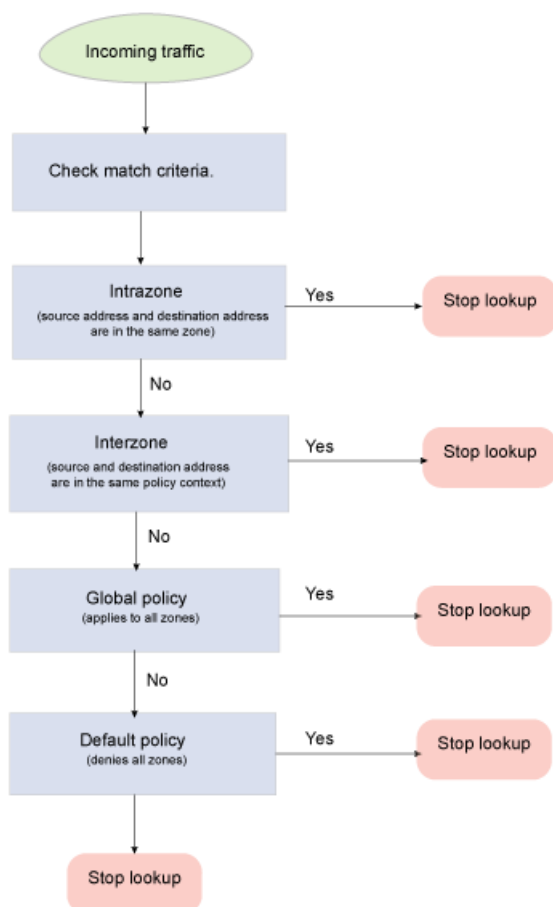 Incoming traffic
Check match criteria.
Intrazone
(source address and destination address
are in the same zone)
Yes
Stop lookup
No
Interzone
(source and destination address
are in the same policy context)
Yes
Stop lookup
No
Global policy
(applies to all zones)
Yes
Stop lookup
No
Default policy
(denies all zones)
Yes
Stop lookup
Stop lookup